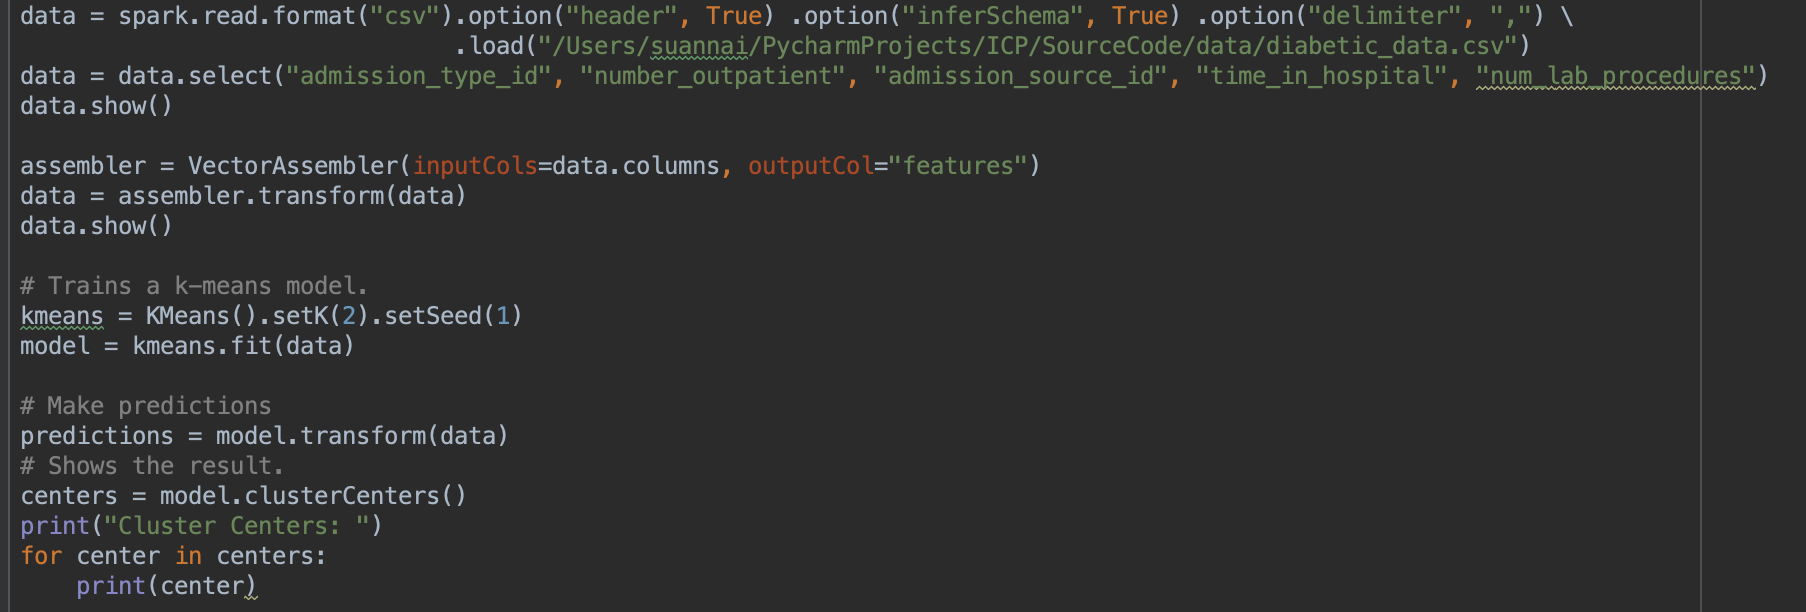 data = spark.read.format("csv").option("header", True) .option("inferSchema", True) .option("delimiter", ",") \
.load("/Users/suannai/PycharmProjects/ICP/SourceCode/data/diabetic_data.csv")
data = data.select("admission_type_id", "number_outpatient", "admission_source_id", "time_in_hospital", "num_lab_procedures")
data.show()
assembler = VectorAssembler(inputCols=data.columns, outputCol="features")
data = assembler.transform(data)
data.show()
# Trains a k-means model.
kmeans = KMeans().setK(2).setSeed(1)
model = kmeans.fit(data)
# Make predictions
predictions = model.transform(data)
# Shows the result.
centers = model.clusterCenters()
print("Cluster Centers: ")
for center in centers:
    print(center)